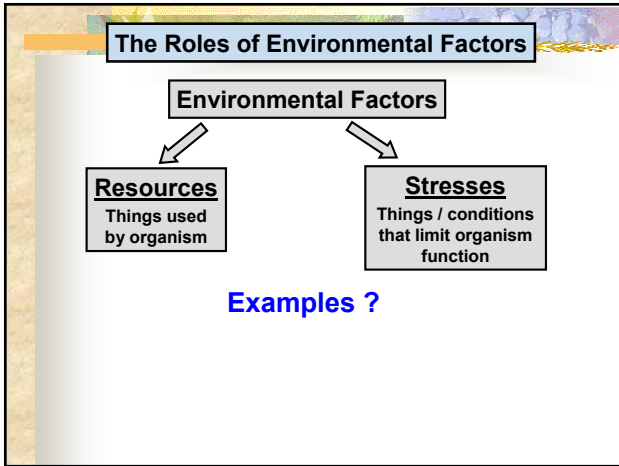 The Roles of Environmental Factors
Environmental Factors
Resources
Things used
by organism
Stresses
Things / conditions
that limit organism
function
Examples ?